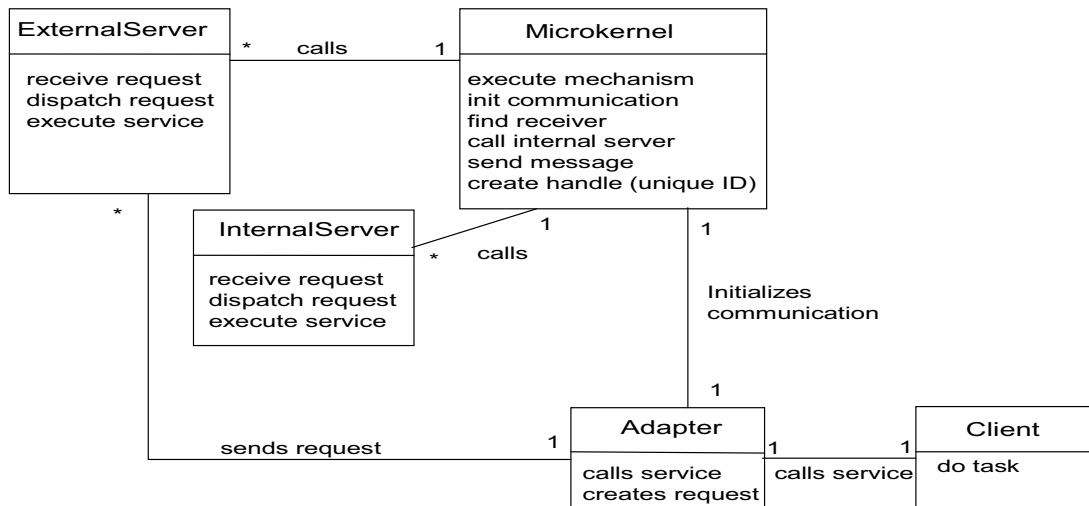 ExternalServer
receive request
dispatch request
execute service
* calls 1
Microkernel
execute mechanism
init communication
find receiver
call internal server
send message
create handle (unique ID)
*
InternalServer
receive request
dispatch request
execute service
1
* calls
1
Initializes
communication
1
sends request 1
Adapter
calls service
creates request
1 1
calls service
Client
do task